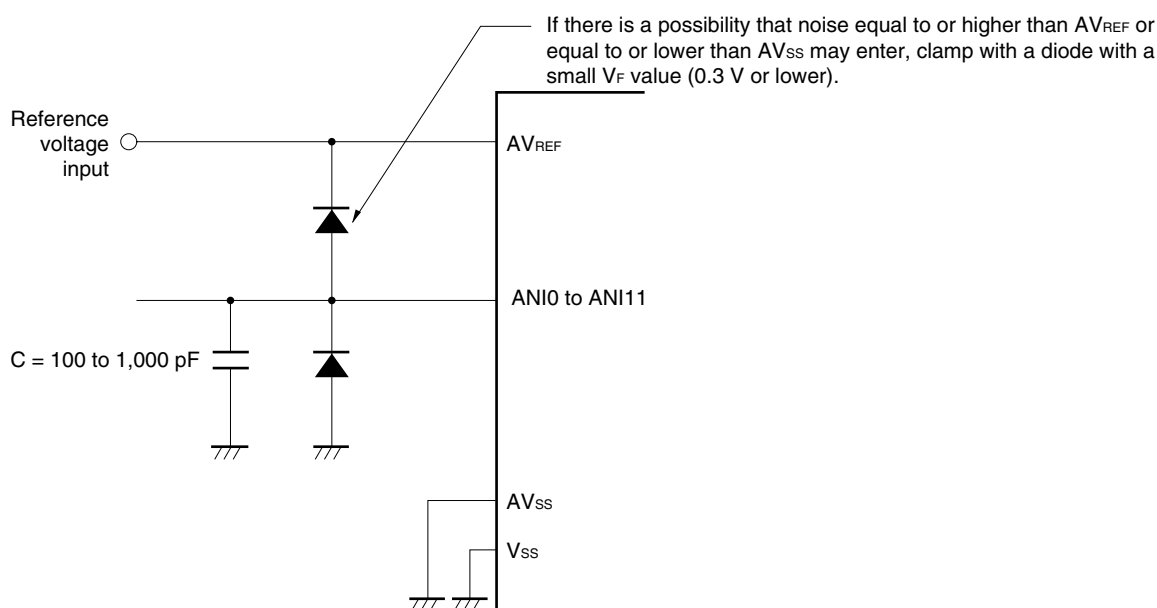 If there is a possibility that noise equal to or higher than AVREF or
equal to or lower than AVSS may enter, clamp with a diode with a
small VF value (0.3 V or lower).
Reference
voltage
input
AVREF
ANI0 to ANI11
C = 100 to 1,000 pF
AVSS
VSS